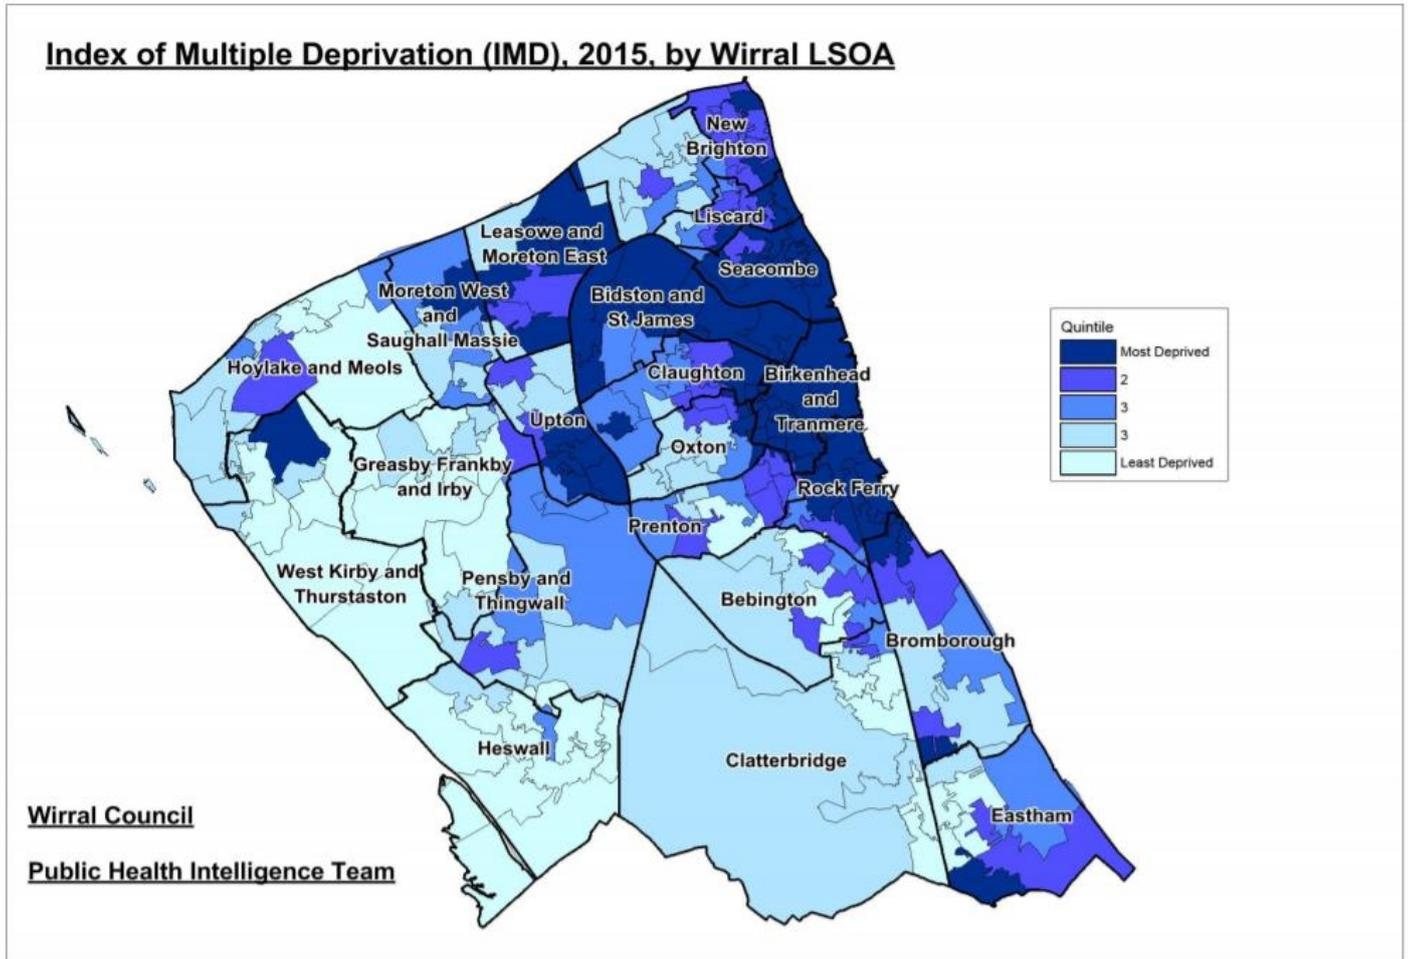 Index of Multiple Deprivation (IMD), 2015, by Wirral LSOA
New
Brighton
Liscard
Leasowe and
Moreton East
Seacombe
Moreton West
and
Saughall Massie
Bidston and
St James
Hoylake and Meols
Claughton
Birkenhead
and
Tranmere
Upton
Oxton
Greasby Frankby
and Irby
Rock Ferry
Prenton
West Kirby and
Thurstaston
Pensby and
Thingwall
Bebington
Bromborough
Heswall
Clatterbridge
Eastham
Quintile
Most Deprived
2
3
3
Least Deprived
Wirral Council
Public Health Intelligence Team